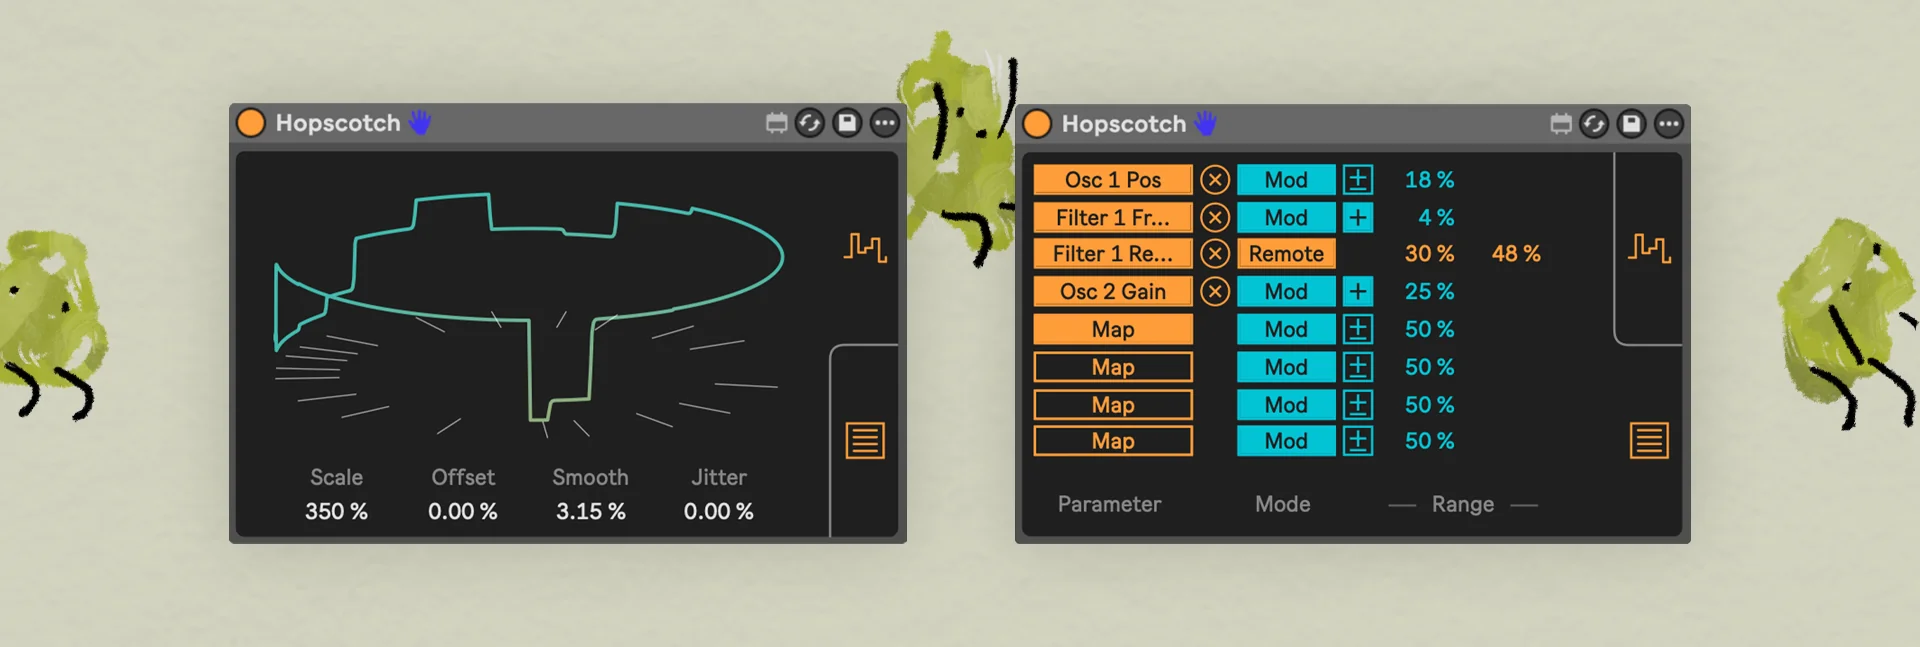 Hopscotch
Scale Offset Smooth Jitter
350 % 0.00 % 3.15 % 0.00 %
Hopscotch
Osc 1 Pos Mod ± 18 %
Filter 1 Fr... Mod + 4 %
Filter 1 Re... Remote 30 % 48 %
Osc 2 Gain Mod + 25 %
Map Mod ± 50 %
Map Mod ± 50 %
Map Mod ± 50 %
Map Mod ± 50 %
Parameter Mode Range